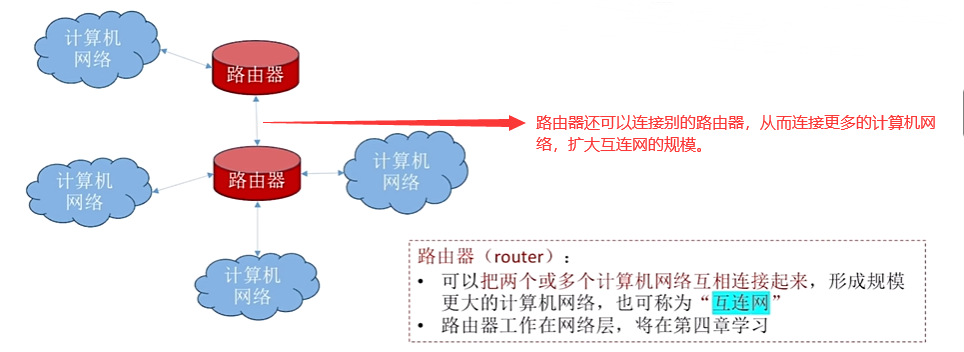 计算机
网络
路由器
路由器还可以连接别的路由器，从而连接更多的计算机网
络，扩大互连网的规模。
计算机
网络
路由器
计算机
网络
计算机
网络
路由器（router）：
• 可以把两个或多个计算机网络互相连接起来，形成规模
更大的计算机网络，也可称为“互连网”
• 路由器工作在网络层，将在第四章学习